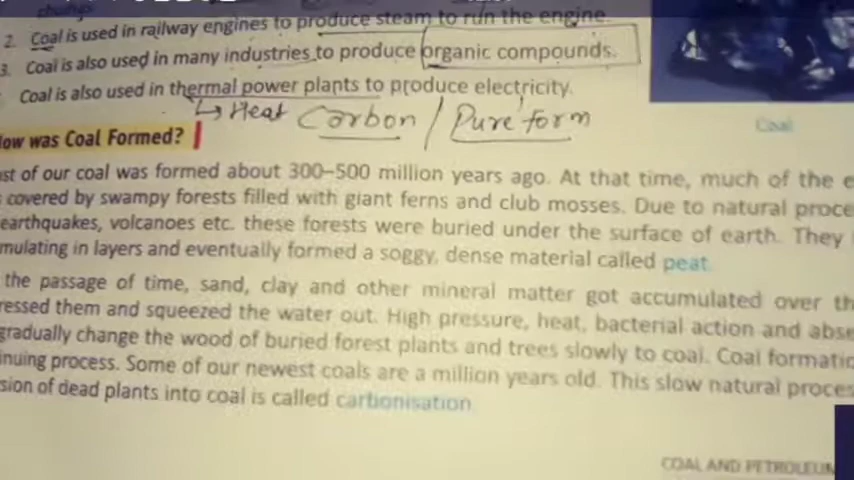 2. Coal is used in railway engines to produce steam to run the engine.
3. Coal is also used in many industries to produce organic compounds.
Coal is also used in thermal power plants to produce electricity.
↳ Heat Carbon / Pure form
Coal
ow was Coal Formed?
st of our coal was formed about 300–500 million years ago. At that time, much of the e
covered by swampy forests filled with giant ferns and club mosses. Due to natural proce
earthquakes, volcanoes etc. these forests were buried under the surface of earth. They
mulating in layers and eventually formed a soggy, dense material called peat.
the passage of time, sand, clay and other mineral matter got accumulated over th
ressed them and squeezed the water out. High pressure, heat, bacterial action and abse
gradually change the wood of buried forest plants and trees slowly to coal. Coal formatio
inuing process. Some of our newest coals are a million years old. This slow natural proces
sion of dead plants into coal is called carbonisation
COAL AND PETROLEUM